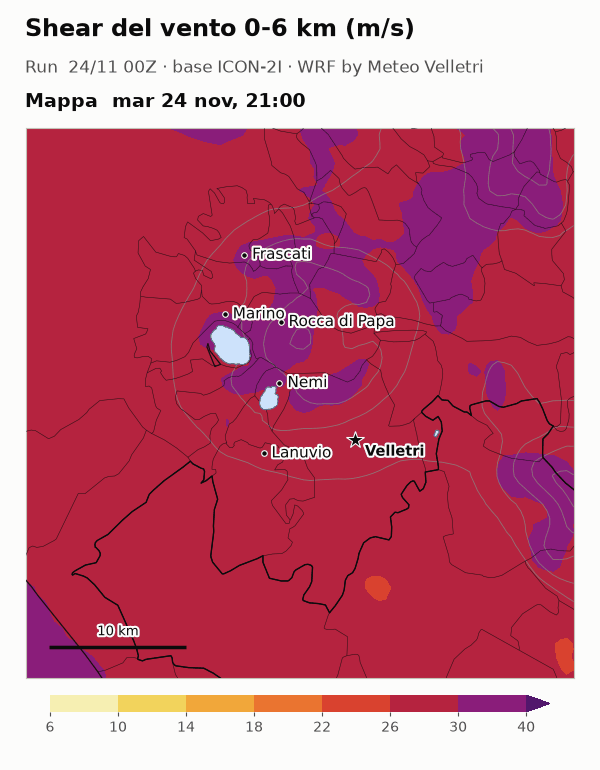 Shear del vento 0-6 km (m/s)
Run  24/11 00Z · base ICON-2I · WRF by Meteo Velletri
Mappa  mar 24 nov, 21:00
Frascati
Marino
Rocca di Papa
Nemi
Velletri
Lanuvio
10 km
6 10 14 18 22 26 30 40